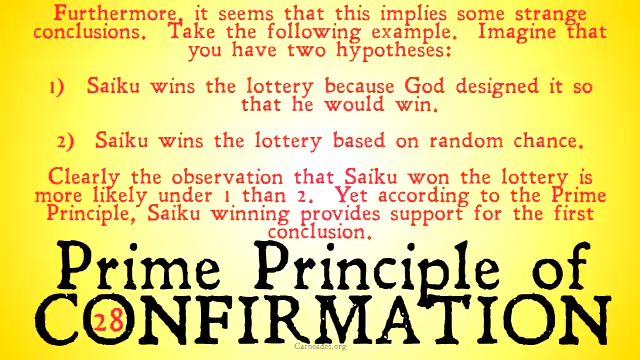 Furthermore, it seems that this implies some strange
conclusions. Take the following example. Imagine that
you have two hypotheses:
1) Saiku wins the lottery because God designed it so
that he would win.
2) Saiku wins the lottery based on random chance.
Clearly the observation that Saiku won the lottery is
more likely under 1 than 2. Yet according to the Prime
Principle, Saiku winning provides support for the first
conclusion.
Prime Principle of
CONFIRMATION
28
Carneades.org